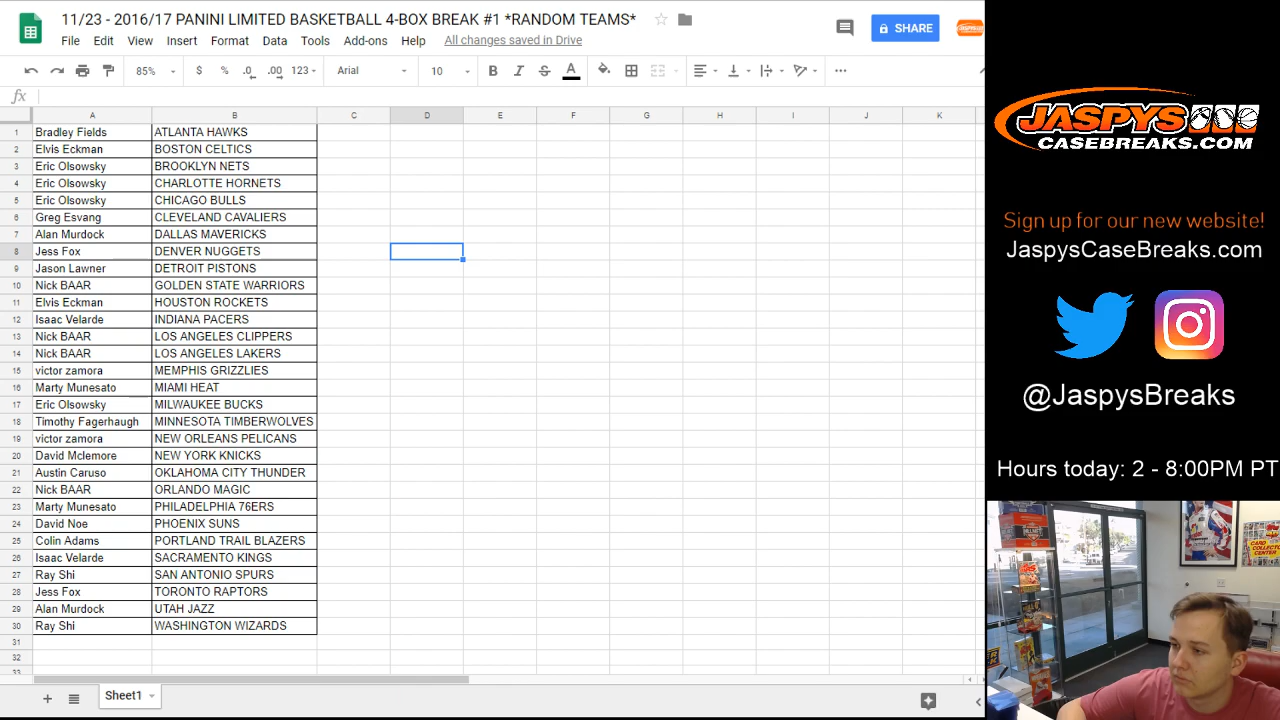 11/23 - 2016/17 PANINI LIMITED BASKETBALL 4-BOX BREAK #1 *RANDOM TEAMS*
File Edit View Insert Format Data Tools Add-ons Help All changes saved in Drive
SHARE
85% $ % .0 .00 123 Arial 10 B I S A
fx
A B C D E F G H I J K
1 Bradley Fields ATLANTA HAWKS
2 Elvis Eckman BOSTON CELTICS
3 Eric Olsowsky BROOKLYN NETS
4 Eric Olsowsky CHARLOTTE HORNETS
5 Eric Olsowsky CHICAGO BULLS
6 Greg Esvang CLEVELAND CAVALIERS
7 Alan Murdock DALLAS MAVERICKS
8 Jess Fox DENVER NUGGETS
9 Jason Lawner DETROIT PISTONS
10 Nick BAAR GOLDEN STATE WARRIORS
11 Elvis Eckman HOUSTON ROCKETS
12 Isaac Velarde INDIANA PACERS
13 Nick BAAR LOS ANGELES CLIPPERS
14 Nick BAAR LOS ANGELES LAKERS
15 victor zamora MEMPHIS GRIZZLIES
16 Marty Munesato MIAMI HEAT
17 Eric Olsowsky MILWAUKEE BUCKS
18 Timothy Fagerhaugh MINNESOTA TIMBERWOLVES
19 victor zamora NEW ORLEANS PELICANS
20 David Mclemore NEW YORK KNICKS
21 Austin Caruso OKLAHOMA CITY THUNDER
22 Nick BAAR ORLANDO MAGIC
23 Marty Munesato PHILADELPHIA 76ERS
24 David Noe PHOENIX SUNS
25 Colin Adams PORTLAND TRAIL BLAZERS
26 Isaac Velarde SACRAMENTO KINGS
27 Ray Shi SAN ANTONIO SPURS
28 Jess Fox TORONTO RAPTORS
29 Alan Murdock UTAH JAZZ
30 Ray Shi WASHINGTON WIZARDS
31
32
33
Sheet1
JASPYS
CASEBREAKS.COM
Sign up for our new website!
JaspysCaseBreaks.com
@JaspysBreaks
Hours today: 2 - 8:00PM PT
CARD
COLLECTOR
CENTER